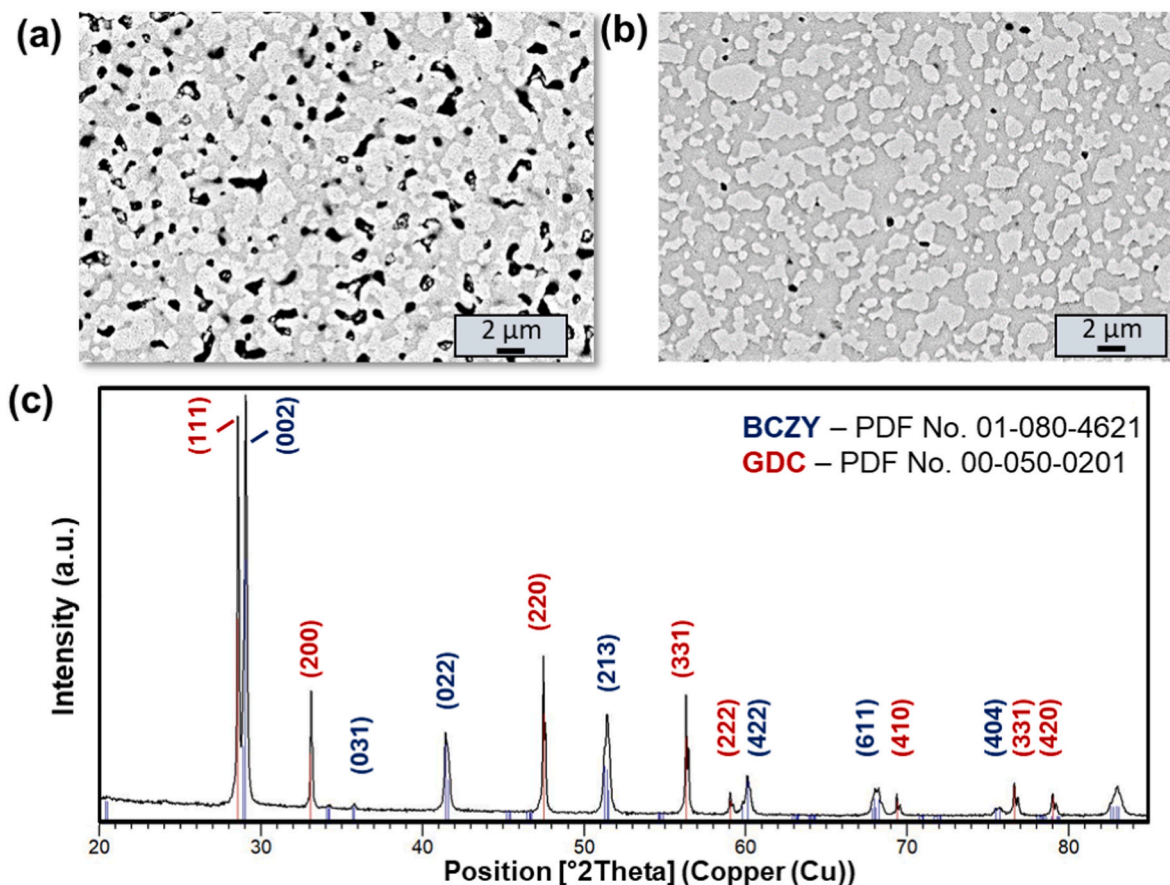 (a)
(b)
2 µm
2 µm
(c)
(111)
(002)
(200)
(031)
(022)
(220)
(213)
(331)
(222)
(422)
(611)
(410)
(404)
(331)
(420)
BCZY – PDF No. 01-080-4621
GDC – PDF No. 00-050-0201
Intensity (a.u.)
20
30
40
50
60
70
80
Position [°2Theta] (Copper (Cu))